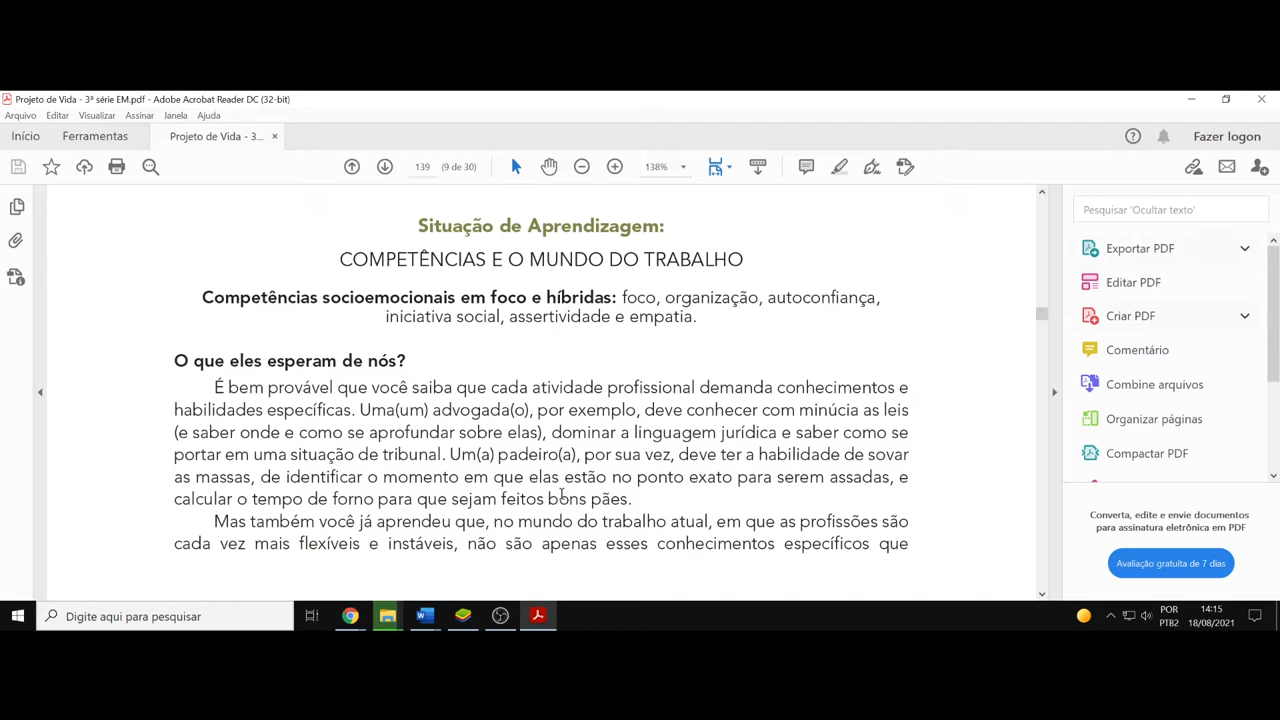 Projeto de Vida - 3ª série EM.pdf - Adobe Acrobat Reader DC (32-bit)
Arquivo Editar Visualizar Assinar Janela Ajuda
Início Ferramentas Projeto de Vida - 3... × Fazer logon
139 (9 de 30) 138%
Situação de Aprendizagem:
COMPETÊNCIAS E O MUNDO DO TRABALHO
Competências socioemocionais em foco e híbridas: foco, organização, autoconfiança,
iniciativa social, assertividade e empatia.
O que eles esperam de nós?
É bem provável que você saiba que cada atividade profissional demanda conhecimentos e
habilidades específicas. Uma(um) advogada(o), por exemplo, deve conhecer com minúcia as leis
(e saber onde e como se aprofundar sobre elas), dominar a linguagem jurídica e saber como se
portar em uma situação de tribunal. Um(a) padeiro(a), por sua vez, deve ter a habilidade de sovar
as massas, de identificar o momento em que elas estão no ponto exato para serem assadas, e
calcular o tempo de forno para que sejam feitos bons pães.
Mas também você já aprendeu que, no mundo do trabalho atual, em que as profissões são
cada vez mais flexíveis e instáveis, não são apenas esses conhecimentos específicos que
Pesquisar 'Ocultar texto'
Exportar PDF
Editar PDF
Criar PDF
Comentário
Combine arquivos
Organizar páginas
Compactar PDF
Converta, edite e envie documentos
para assinatura eletrônica em PDF
Avaliação gratuita de 7 dias
Digite aqui para pesquisar
POR
PTB2
14:15
18/08/2021